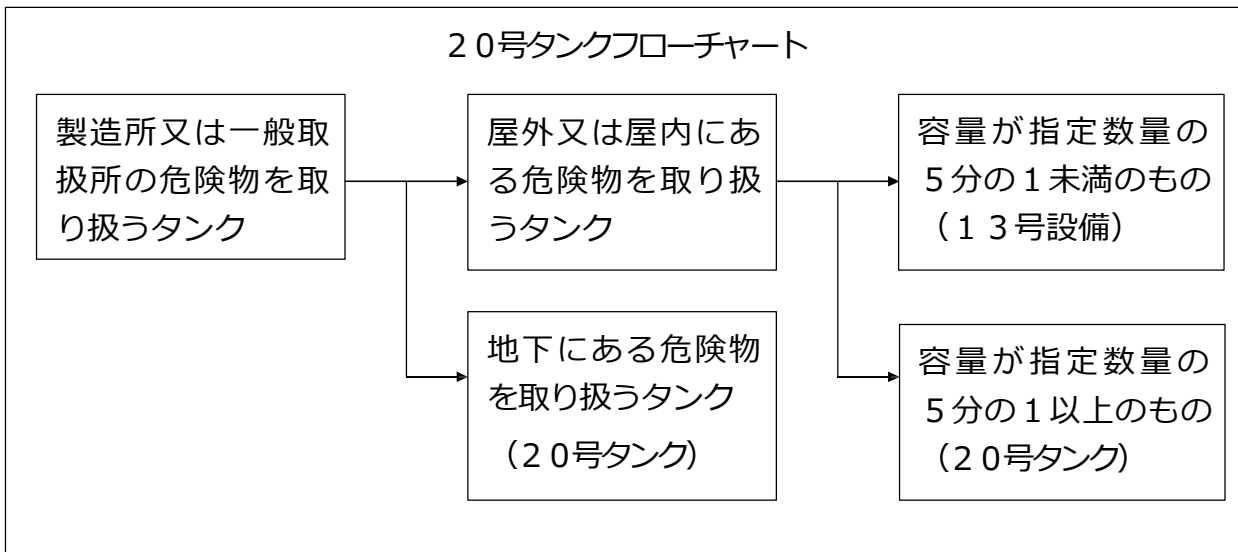 ２０号タンクフローチャート
製造所又は一般取
扱所の危険物を取
り扱うタンク
屋外又は屋内にあ
る危険物を取り扱
うタンク
容量が指定数量の
５分の１未満のもの
（１３号設備）
地下にある危険物
を取り扱うタンク
（２０号タンク）
容量が指定数量の
５分の１以上のもの
（２０号タンク）